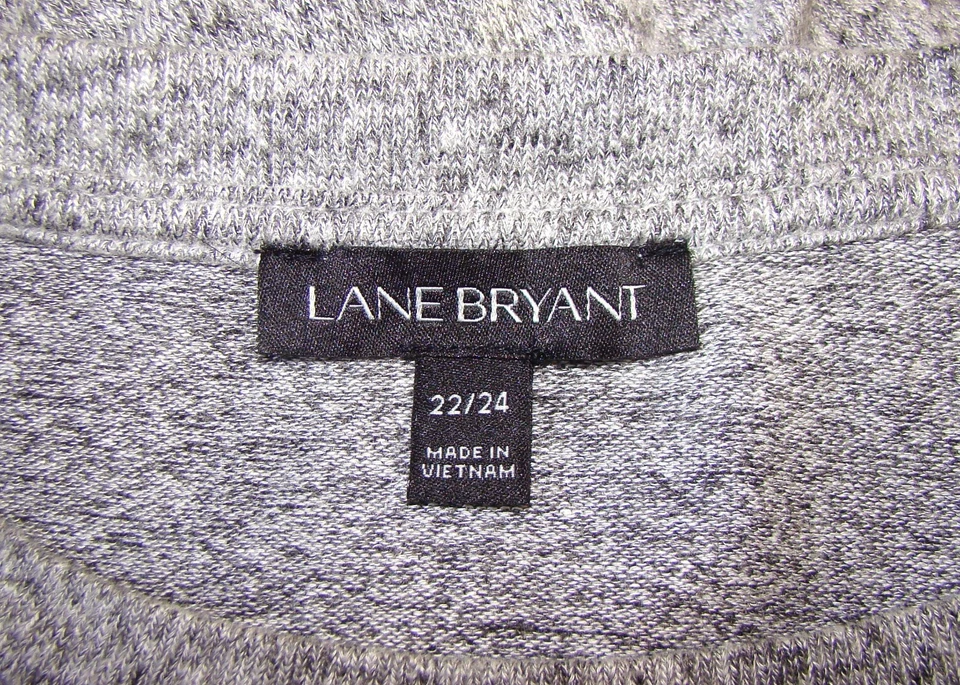 LANE BRYANT
22/24
MADE IN
VIETNAM